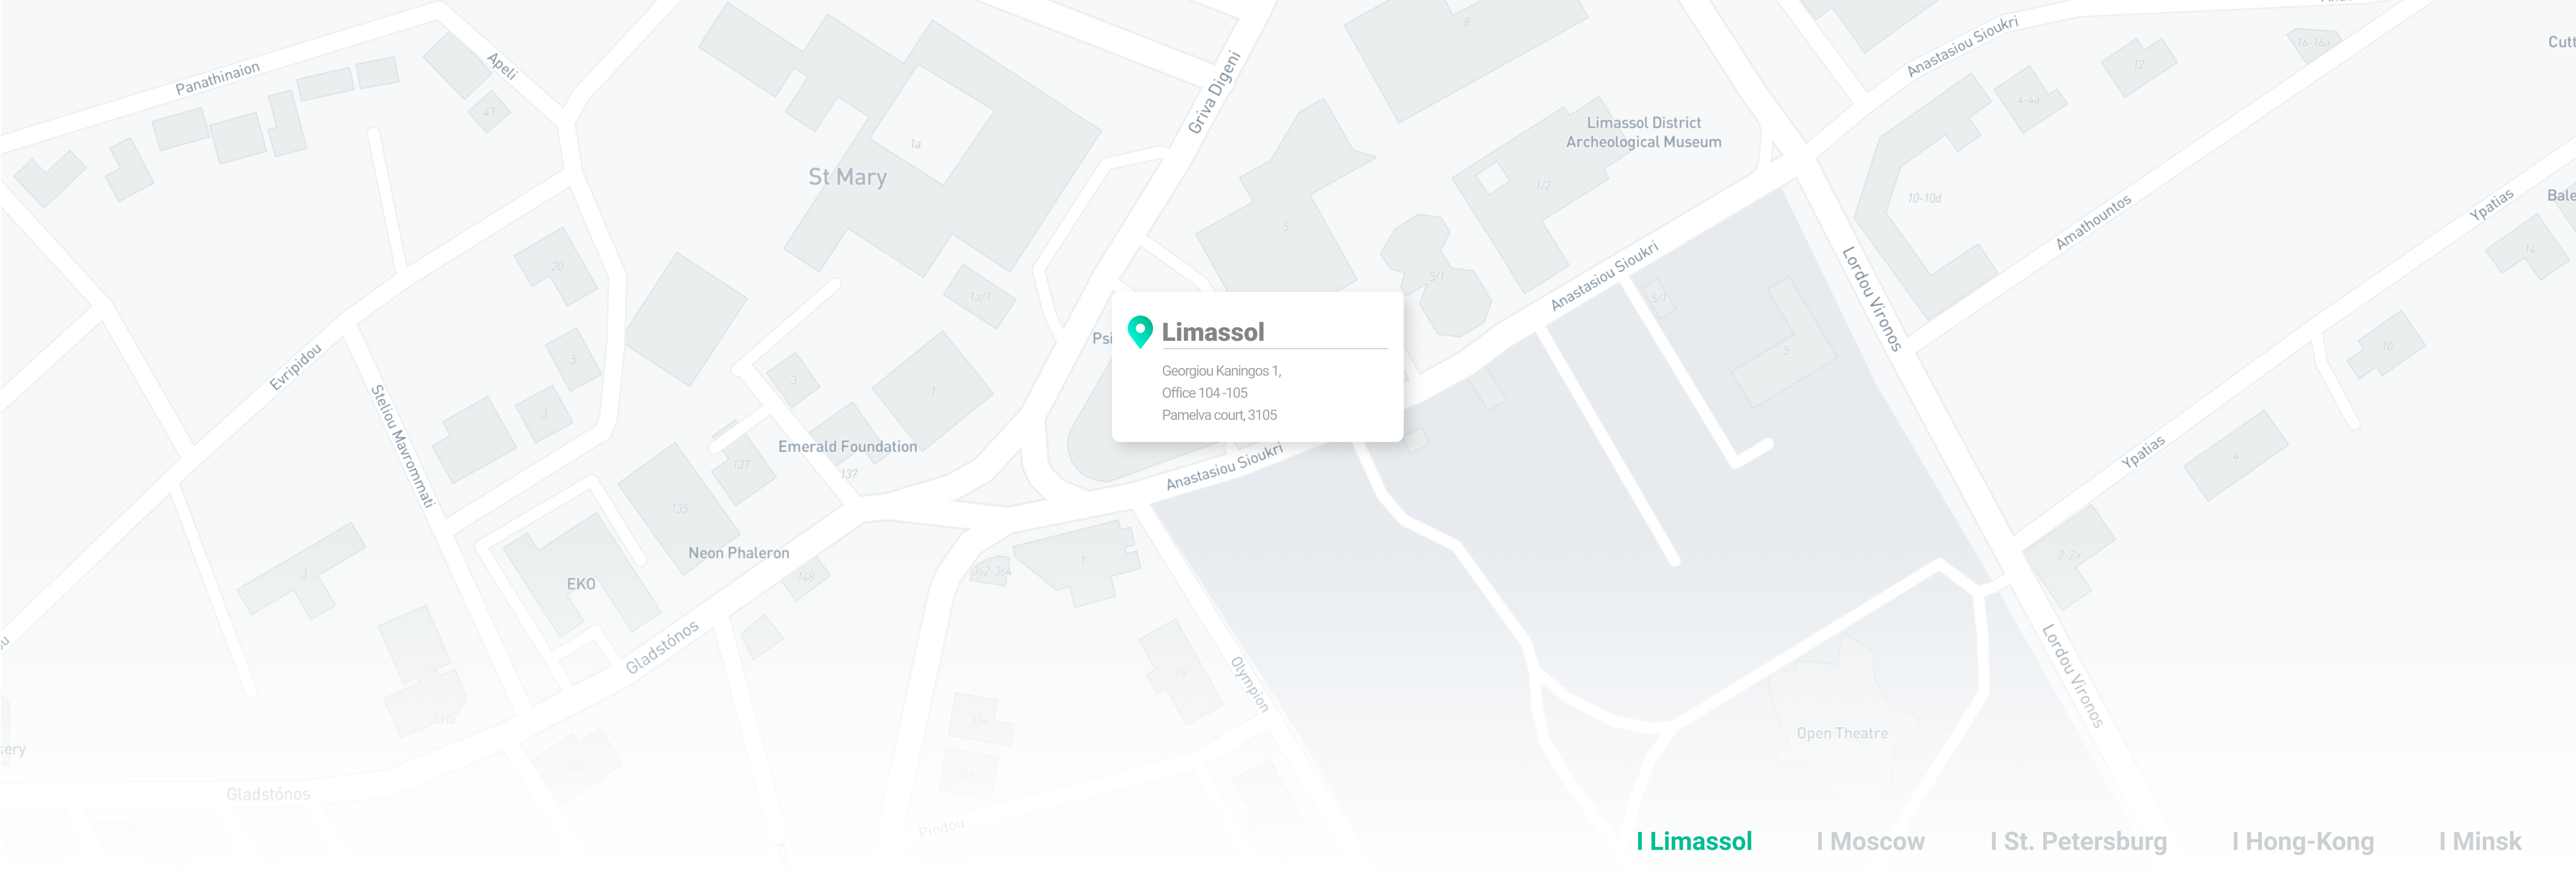 Panathinaion
Apeli
41
St Mary
1a
Griva Digeni
8
Limassol District
Archeological Museum
1/2
Anastasiou Sioukri
16-16a
12
4-4a
10-10d
Amathountos
Ypatias
14
20
5
3
Evripidou
Steliou Mavrommati
1a/1
5
5/1
Anastasiou Sioukri
5/1
5
Lordou Vironos
10
Limassol
Georgiou Kaningos 1,
Office 104 -105
Pamelva court, 3105
3
1
Emerald Foundation
137
137
135
Neon Phaleron
148
EKO
3
Anastasiou Sioukri
362-364
1
Ypatias
4
2-2a
Gladstónos
25
Olympion
Lordou Vironos
137b
354
Open Theatre
Gladstónos
Pindou
I Limassol
I Moscow
I St. Petersburg
I Hong-Kong
I Minsk